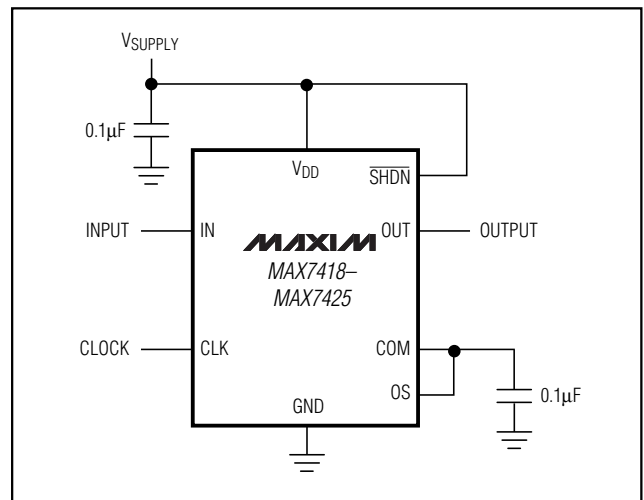 VSUPPLY
0.1µF
VDD
SHDN
INPUT
IN
MAXIM
OUT
OUTPUT
MAX7418–
MAX7425
CLOCK
CLK
COM
OS
0.1µF
GND